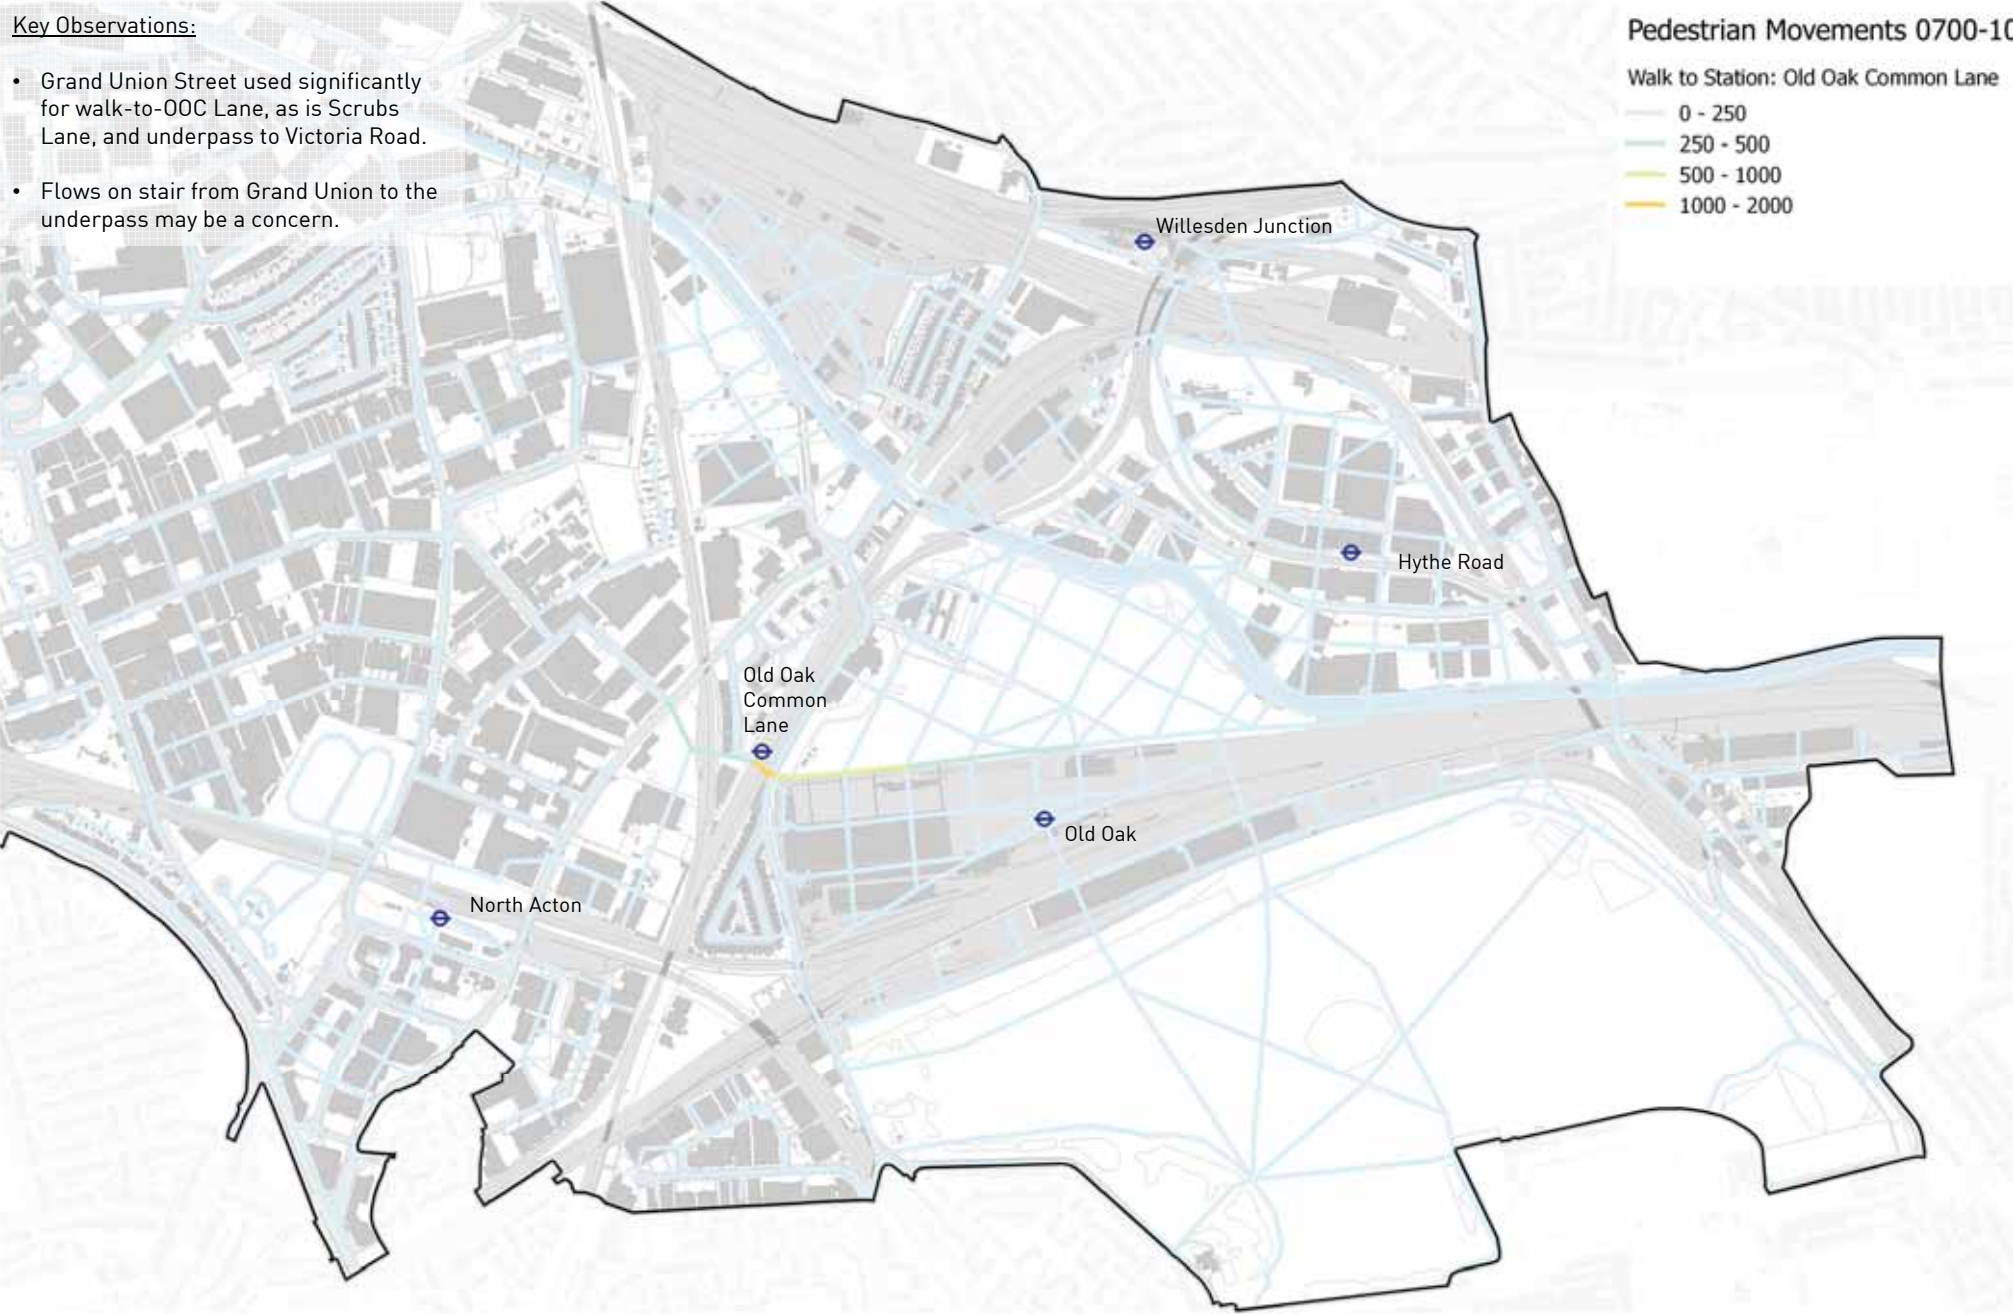 Key Observations:
• Grand Union Street used significantly
for walk-to-OOC Lane, as is Scrubs
Lane, and underpass to Victoria Road.
• Flows on stair from Grand Union to the
underpass may be a concern.
Pedestrian Movements 0700-10
Walk to Station: Old Oak Common Lane
0 - 250
250 - 500
500 - 1000
1000 - 2000
Willesden Junction
Hythe Road
Old Oak
Common
Lane
Old Oak
North Acton